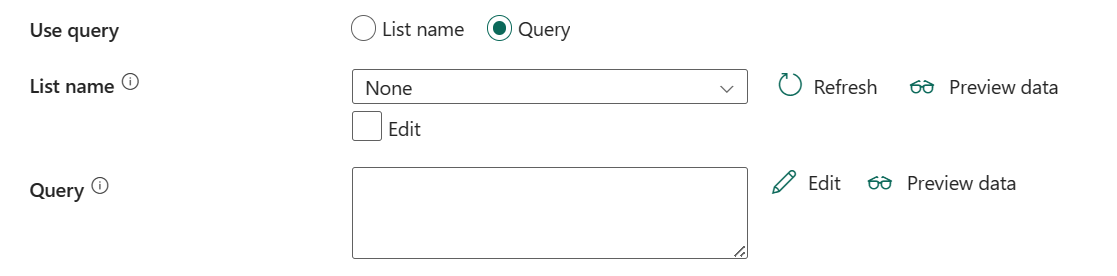 Use query List name Query
List name None Refresh Preview data
Edit
Query Edit Preview data